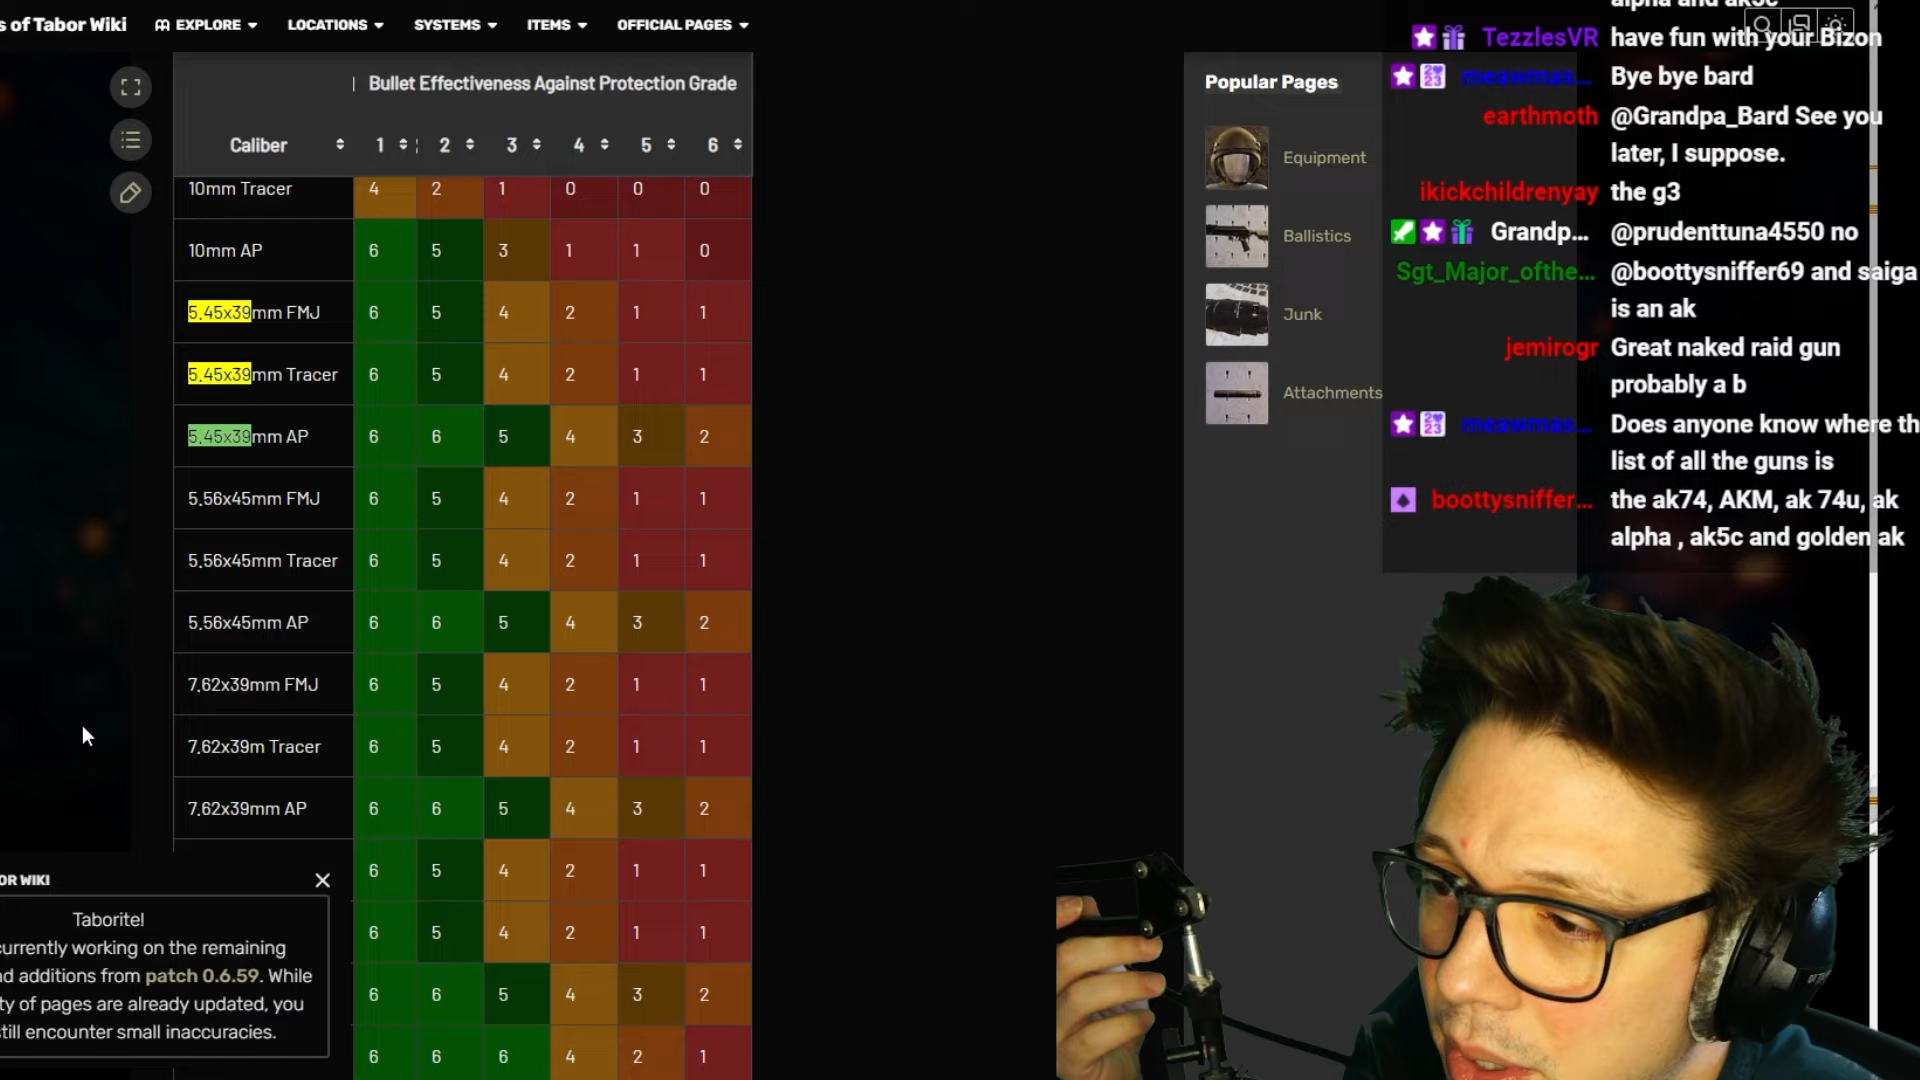 s of Tabor Wiki EXPLORE LOCATIONS SYSTEMS ITEMS OFFICIAL PAGES
Bullet Effectiveness Against Protection Grade
Caliber 1 2 3 4 5 6
10mm Tracer 4 2 1 0 0 0
10mm AP 6 5 3 1 1 0
5.45x39mm FMJ 6 5 4 2 1 1
5.45x39mm Tracer 6 5 4 2 1 1
5.45x39mm AP 6 6 5 4 3 2
5.56x45mm FMJ 6 5 4 2 1 1
5.56x45mm Tracer 6 5 4 2 1 1
5.56x45mm AP 6 6 5 4 3 2
7.62x39mm FMJ 6 5 4 2 1 1
7.62x39m Tracer 6 5 4 2 1 1
7.62x39mm AP 6 6 5 4 3 2
6 5 4 2 1 1
6 5 4 2 1 1
6 6 5 4 3 2
6 6 6 4 2 1
OR WIKI
Taborite!
currently working on the remaining
nd additions from patch 0.6.59. While
ty of pages are already updated, you
still encounter small inaccuracies.
Popular Pages
Equipment
Ballistics
Junk
Attachments
alpha and ak5c
TezzlesVR have fun with your Bizon
meawmas... Bye bye bard
earthmoth @Grandpa_Bard See you
later, I suppose.
ikickchildrenyay the g3
Grandp... @prudenttuna4550 no
Sgt_Major_ofthe... @boottysniffer69 and saiga
is an ak
jemirogr Great naked raid gun
probably a b
meawmas... Does anyone know where th
list of all the guns is
boottysniffer... the ak74, AKM, ak 74u, ak
alpha , ak5c and golden ak